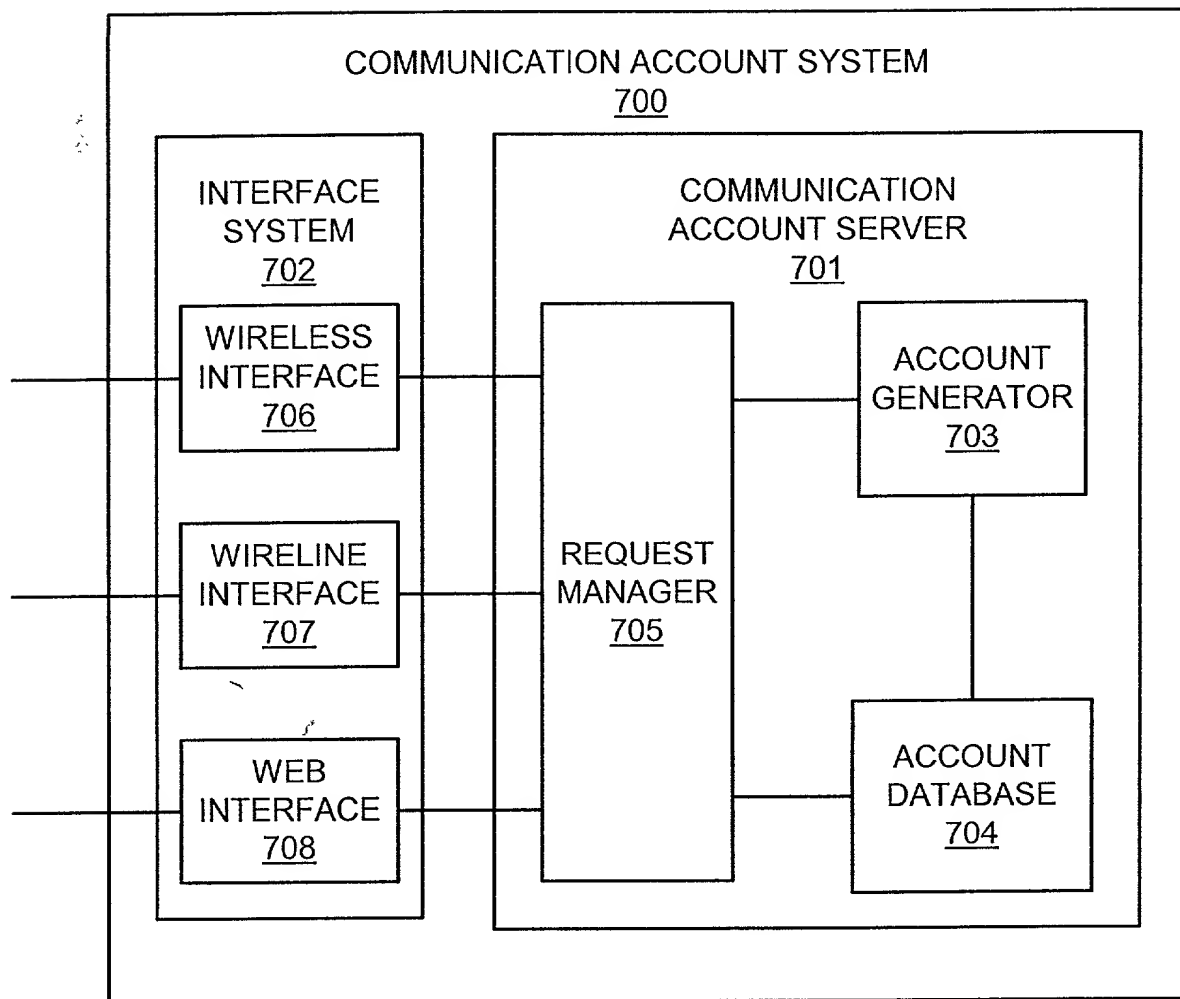 COMMUNICATION ACCOUNT SYSTEM
700
INTERFACE
SYSTEM
702
WIRELESS
INTERFACE
706
WIRELINE
INTERFACE
707
WEB
INTERFACE
708
COMMUNICATION
ACCOUNT SERVER
701
REQUEST
MANAGER
705
ACCOUNT
GENERATOR
703
ACCOUNT
DATABASE
704